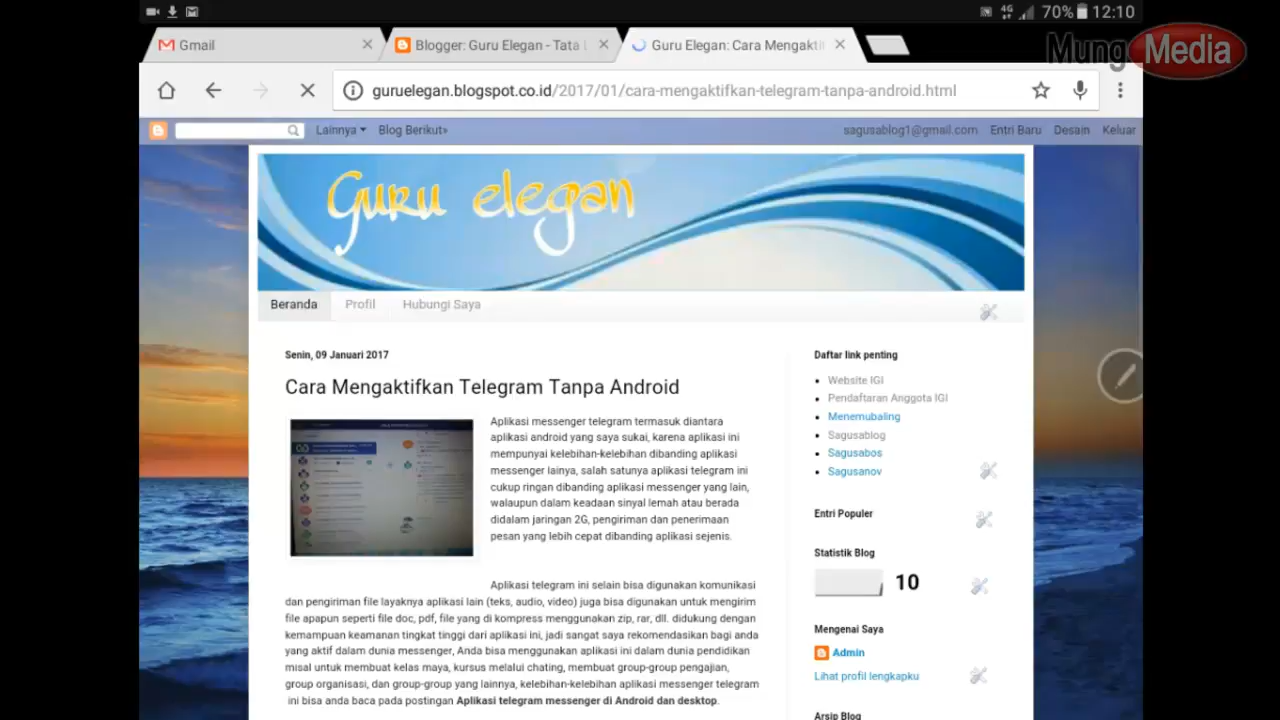 4G 70% 12:10
Mung Media
Gmail
Blogger: Guru Elegan - Tata
Guru Elegan: Cara Mengakti
guruelegan.blogspot.co.id/2017/01/cara-mengaktifkan-telegram-tanpa-android.html
Lainnya Blog Berikut»
sagusablog1@gmail.com Entri Baru Desain Keluar
Guru elegan
Beranda Profil Hubungi Saya
Senin, 09 Januari 2017
Cara Mengaktifkan Telegram Tanpa Android
Aplikasi messenger telegram termasuk diantara
aplikasi android yang saya sukai, karena aplikasi ini
mempunyai kelebihan-kelebihan dibanding aplikasi
messenger lainya, salah satunya aplikasi telegram ini
cukup ringan dibanding aplikasi messenger yang lain,
walaupun dalam keadaan sinyal lemah atau berada
didalam jaringan 2G, pengiriman dan penerimaan
pesan yang lebih cepat dibanding aplikasi sejenis.
Aplikasi telegram ini selain bisa digunakan komunikasi
dan pengiriman file layaknya aplikasi lain (teks, audio, video) juga bisa digunakan untuk mengirim
file apapun seperti file doc, pdf, file yang di kompress menggunakan zip, rar, dll. didukung dengan
kemampuan keamanan tingkat tinggi dari aplikasi ini, jadi sangat saya rekomendasikan bagi anda
yang aktif dalam dunia messenger, Anda bisa menggunakan aplikasi ini dalam dunia pendidikan
misal untuk membuat kelas maya, kursus melalui chating, membuat group-group pengajian,
group organisasi, dan group-group yang lainnya, kelebihan-kelebihan aplikasi messenger telegram
ini bisa anda baca pada postingan Aplikasi telegram messenger di Android dan desktop.
Daftar link penting
Website IGI
Pendaftaran Anggota IGI
Menemubaling
Sagusablog
Sagusabos
Sagusanov
Entri Populer
Statistik Blog
10
Mengenai Saya
Admin
Lihat profil lengkapku
Arsip Blog